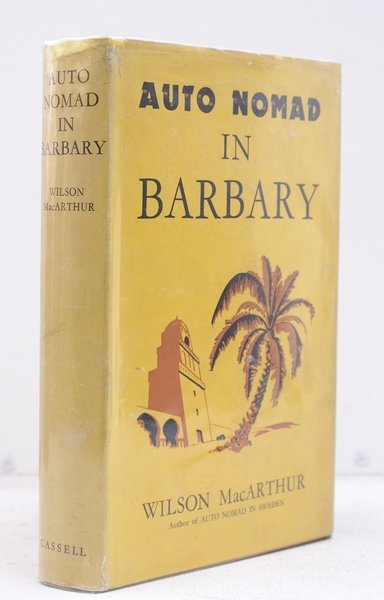 AUTO
NOMAD
IN
BARBARY
WILSON
MacARTHUR
CASSELL
AUTO NOMAD
IN
BARBARY
WILSON MacARTHUR
Author of AUTO NOMAD IN SWEDEN